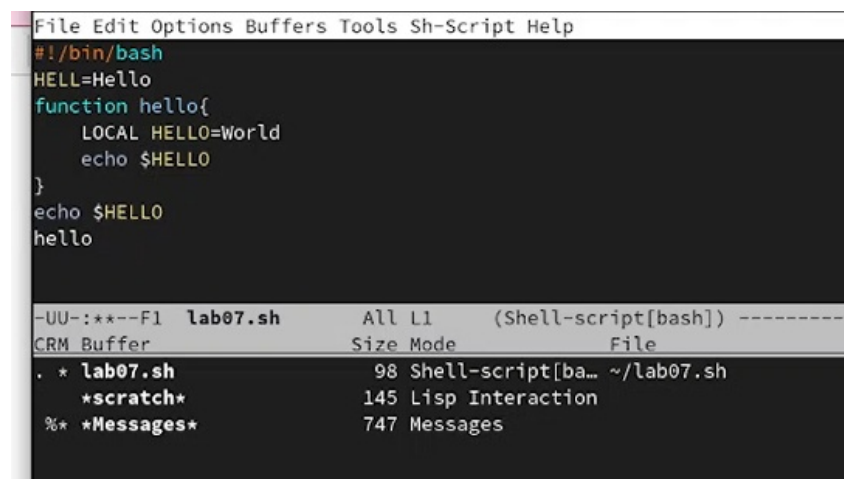 File Edit Options Buffers Tools Sh-Script Help
#!/bin/bash
HELL=Hello
function hello{
    LOCAL HELLO=World
    echo $HELLO
}
echo $HELLO
hello
-UU-:**--F1  lab07.sh       All L1     (Shell-script[bash]) ---------
CRM Buffer                Size Mode              File
. * lab07.sh                98 Shell-script[ba… ~/lab07.sh
    *scratch*              145 Lisp Interaction
 %* *Messages*             747 Messages